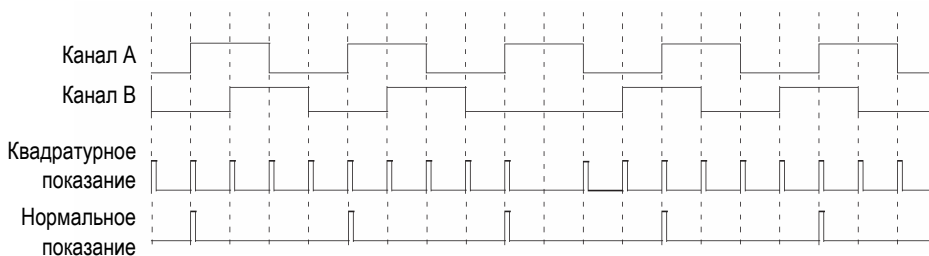 Канал A
Канал B
Квадратурное
показание
Нормальное
показание